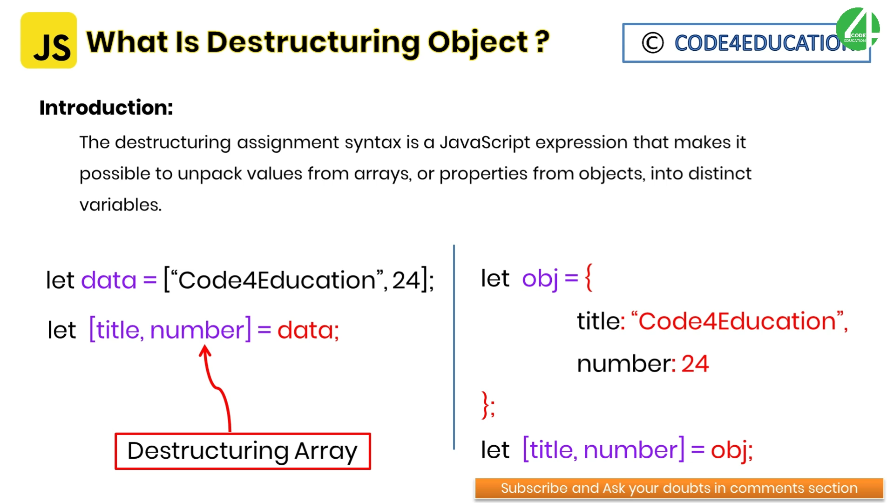 JS What Is Destructuring Object ?
© CODE4EDUCATION
4
CODE
EDUCATION
Introduction:
The destructuring assignment syntax is a JavaScript expression that makes it
possible to unpack values from arrays, or properties from objects, into distinct
variables.
let data = [“Code4Education”, 24];
let [title, number] = data;
Destructuring Array
let obj = {
title: “Code4Education”,
number: 24
};
let [title, number] = obj;
Subscribe and Ask your doubts in comments section